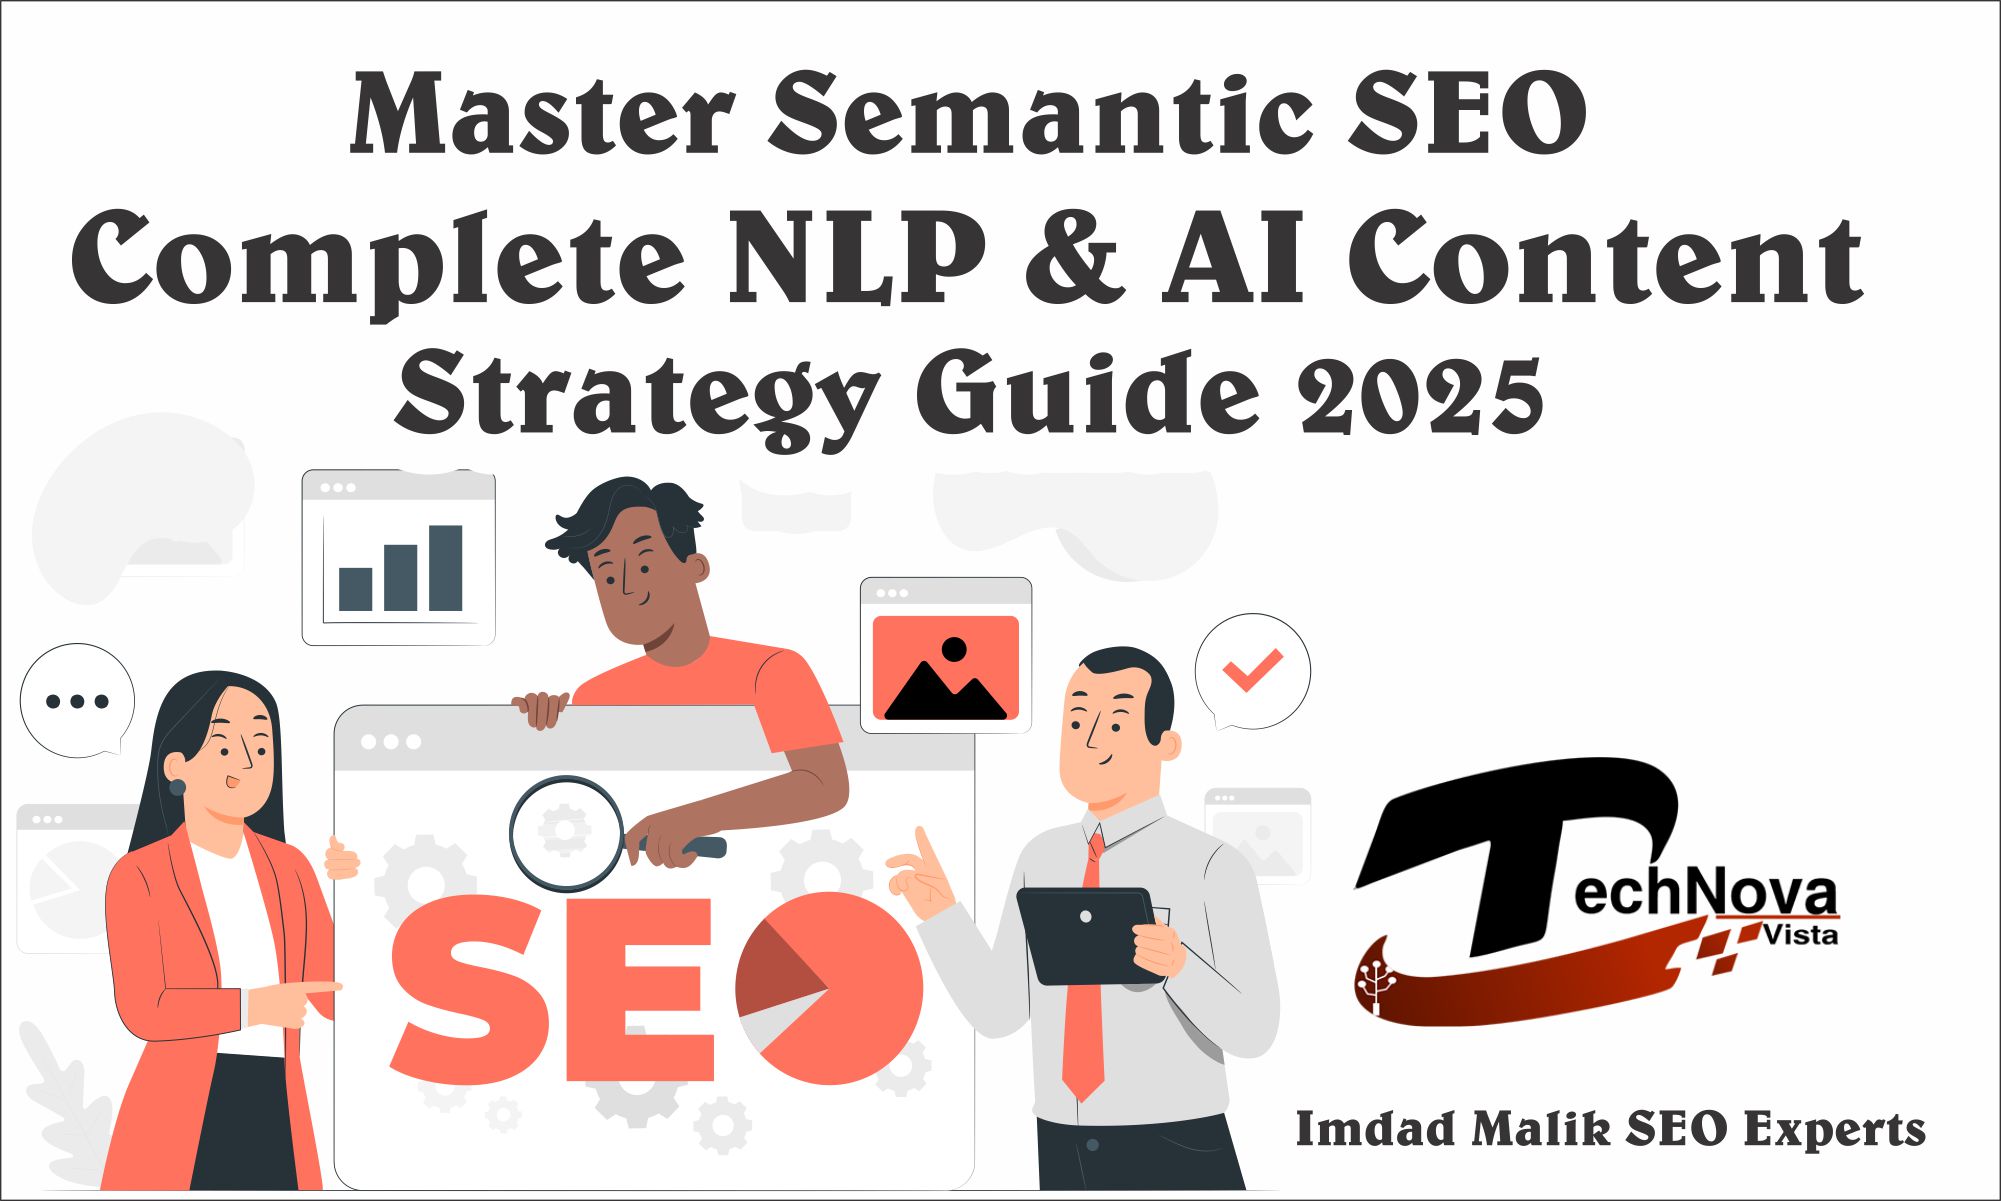 Master Semantic SEO
Complete NLP & AI Content
Strategy Guide 2025
SEO
TechNova
Vista
Imdad Malik SEO Experts